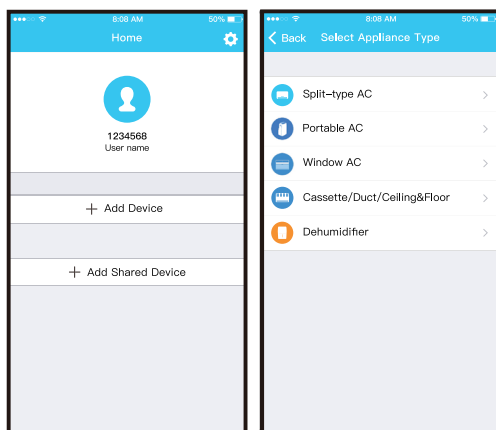 8:08 AM
50%
Home
1234568
User name
+ Add Device
+ Add Shared Device
8:08 AM
50%
Back
Select Appliance Type
Split-type AC
Portable AC
Window AC
Cassette/Duct/Ceiling&Floor
Dehumidifier